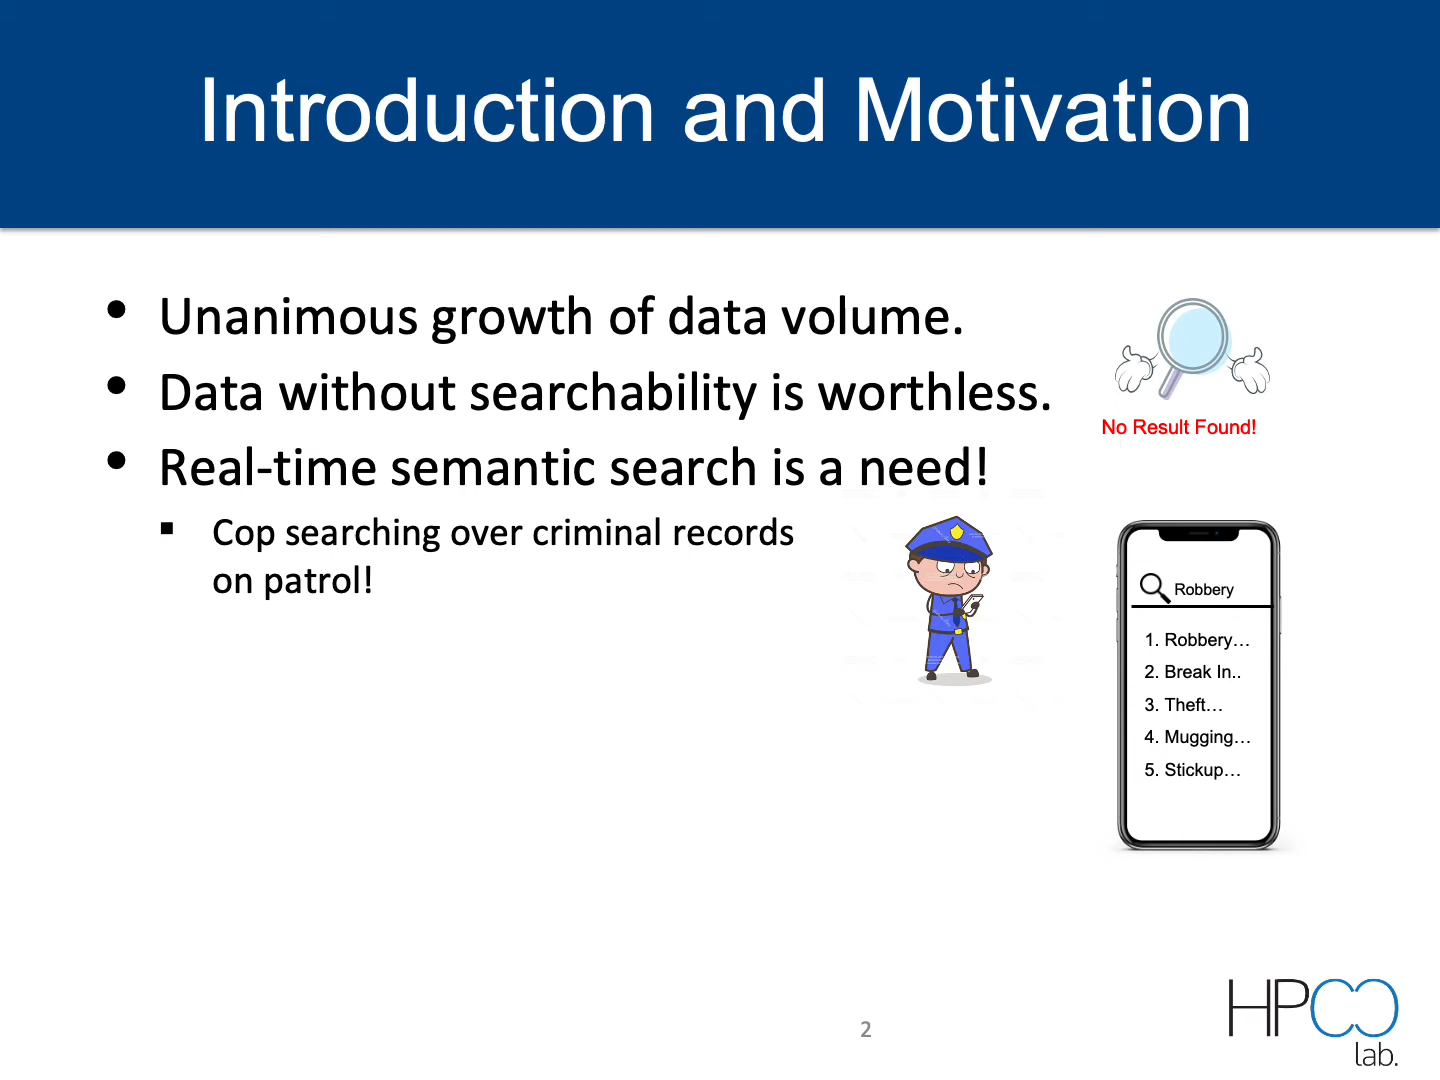 Introduction and Motivation
• Unanimous growth of data volume.
• Data without searchability is worthless.
No Result Found!
• Real-time semantic search is a need!
▪ Cop searching over criminal records
on patrol!
Robbery
1. Robbery…
2. Break In..
3. Theft…
4. Mugging…
5. Stickup…
2
HPCC
lab.